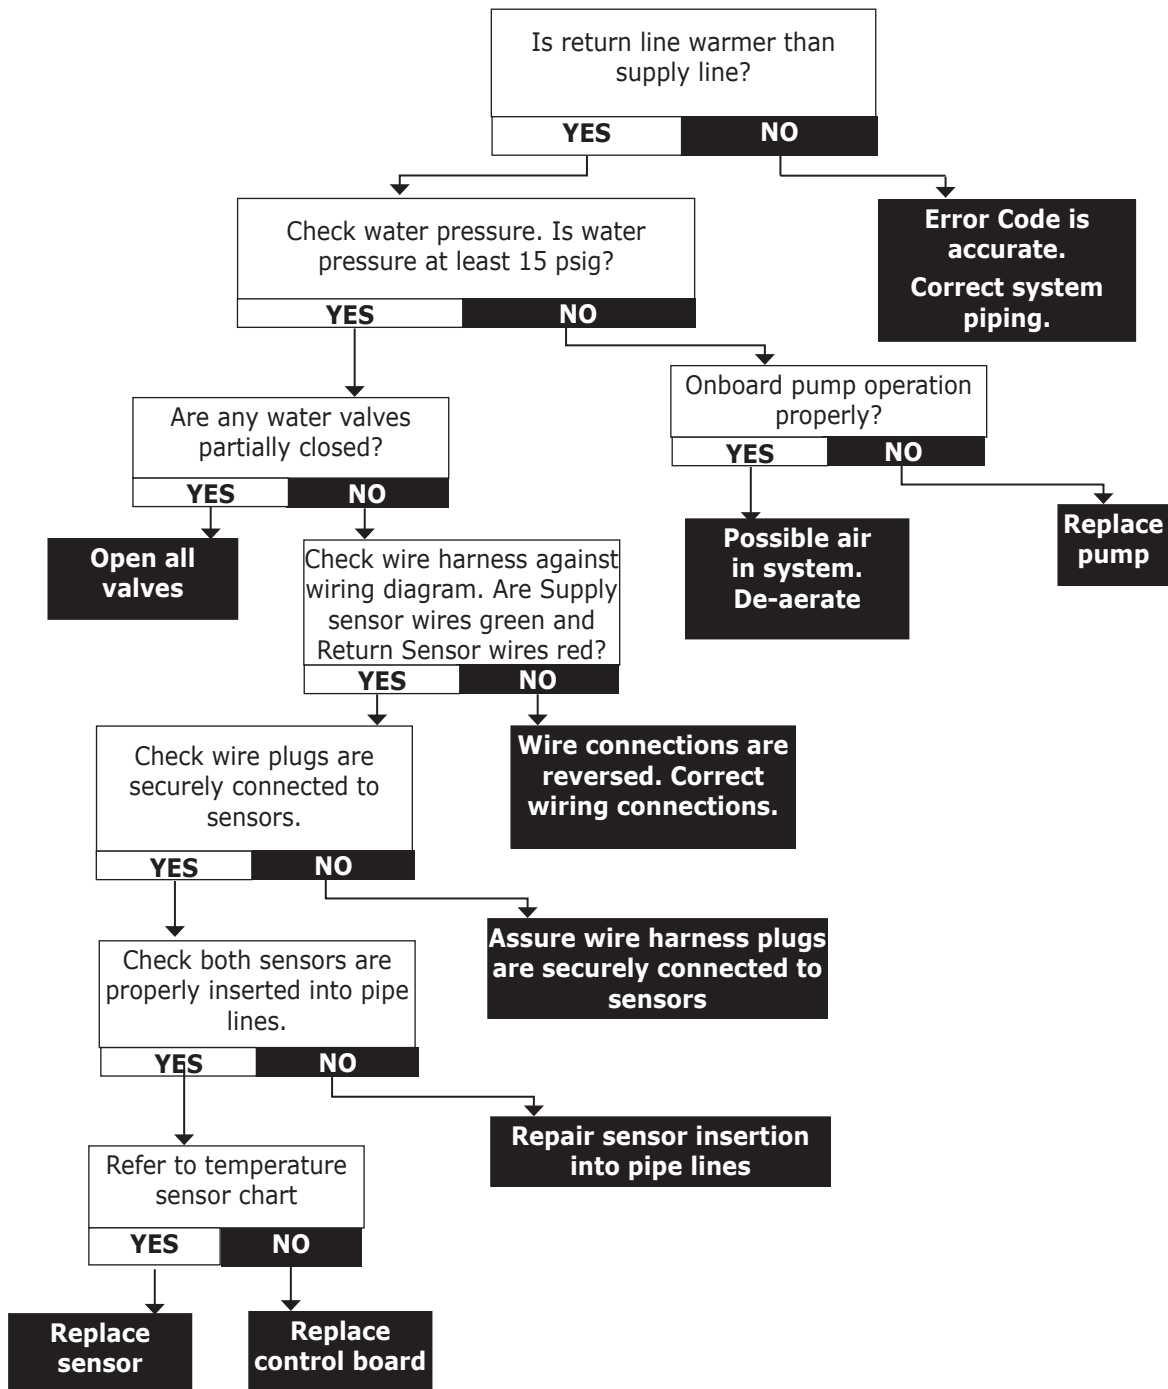 Is return line warmer than
supply line?
YES
NO
Check water pressure. Is water
pressure at least 15 psig?
YES
NO
Error Code is
accurate.
Correct system
piping.
Are any water valves
partially closed?
YES
NO
Onboard pump operation
properly?
YES
NO
Open all
valves
Check wire harness against
wiring diagram. Are Supply
sensor wires green and
Return Sensor wires red?
YES
NO
Possible air
in system.
De-aerate
Replace
pump
Check wire plugs are
securely connected to
sensors.
YES
NO
Wire connections are
reversed. Correct
wiring connections.
Check both sensors are
properly inserted into pipe
lines.
YES
NO
Assure wire harness plugs
are securely connected to
sensors
Refer to temperature
sensor chart
YES
NO
Repair sensor insertion
into pipe lines
Replace
sensor
Replace
control board